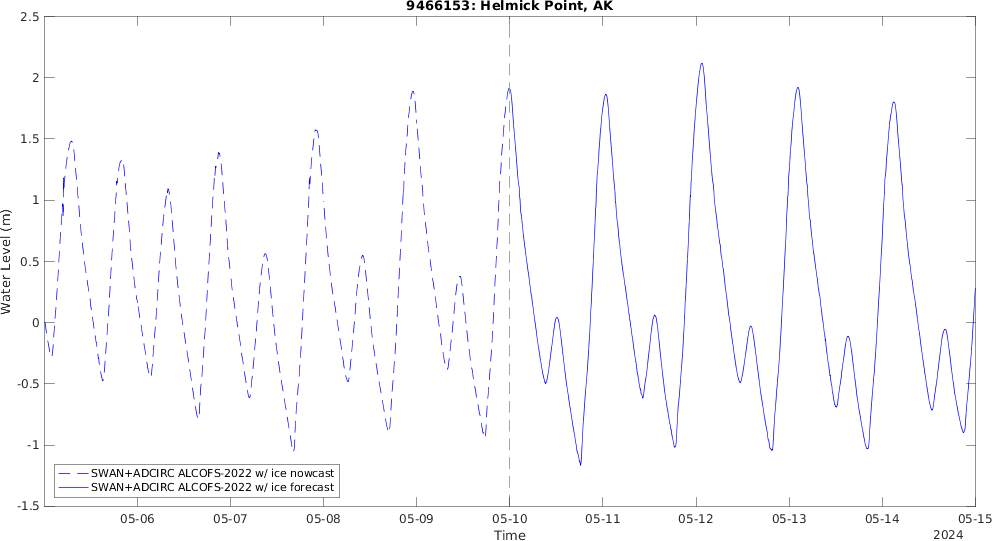 9466153: Helmick Point, AK
2.5
2
1.5
1
0.5
0
-0.5
-1
-1.5
Water Level (m)
SWAN+ADCIRC ALCOFS-2022 w/ ice nowcast
SWAN+ADCIRC ALCOFS-2022 w/ ice forecast
05-06 05-07 05-08 05-09 05-10 05-11 05-12 05-13 05-14 05-15
Time
2024